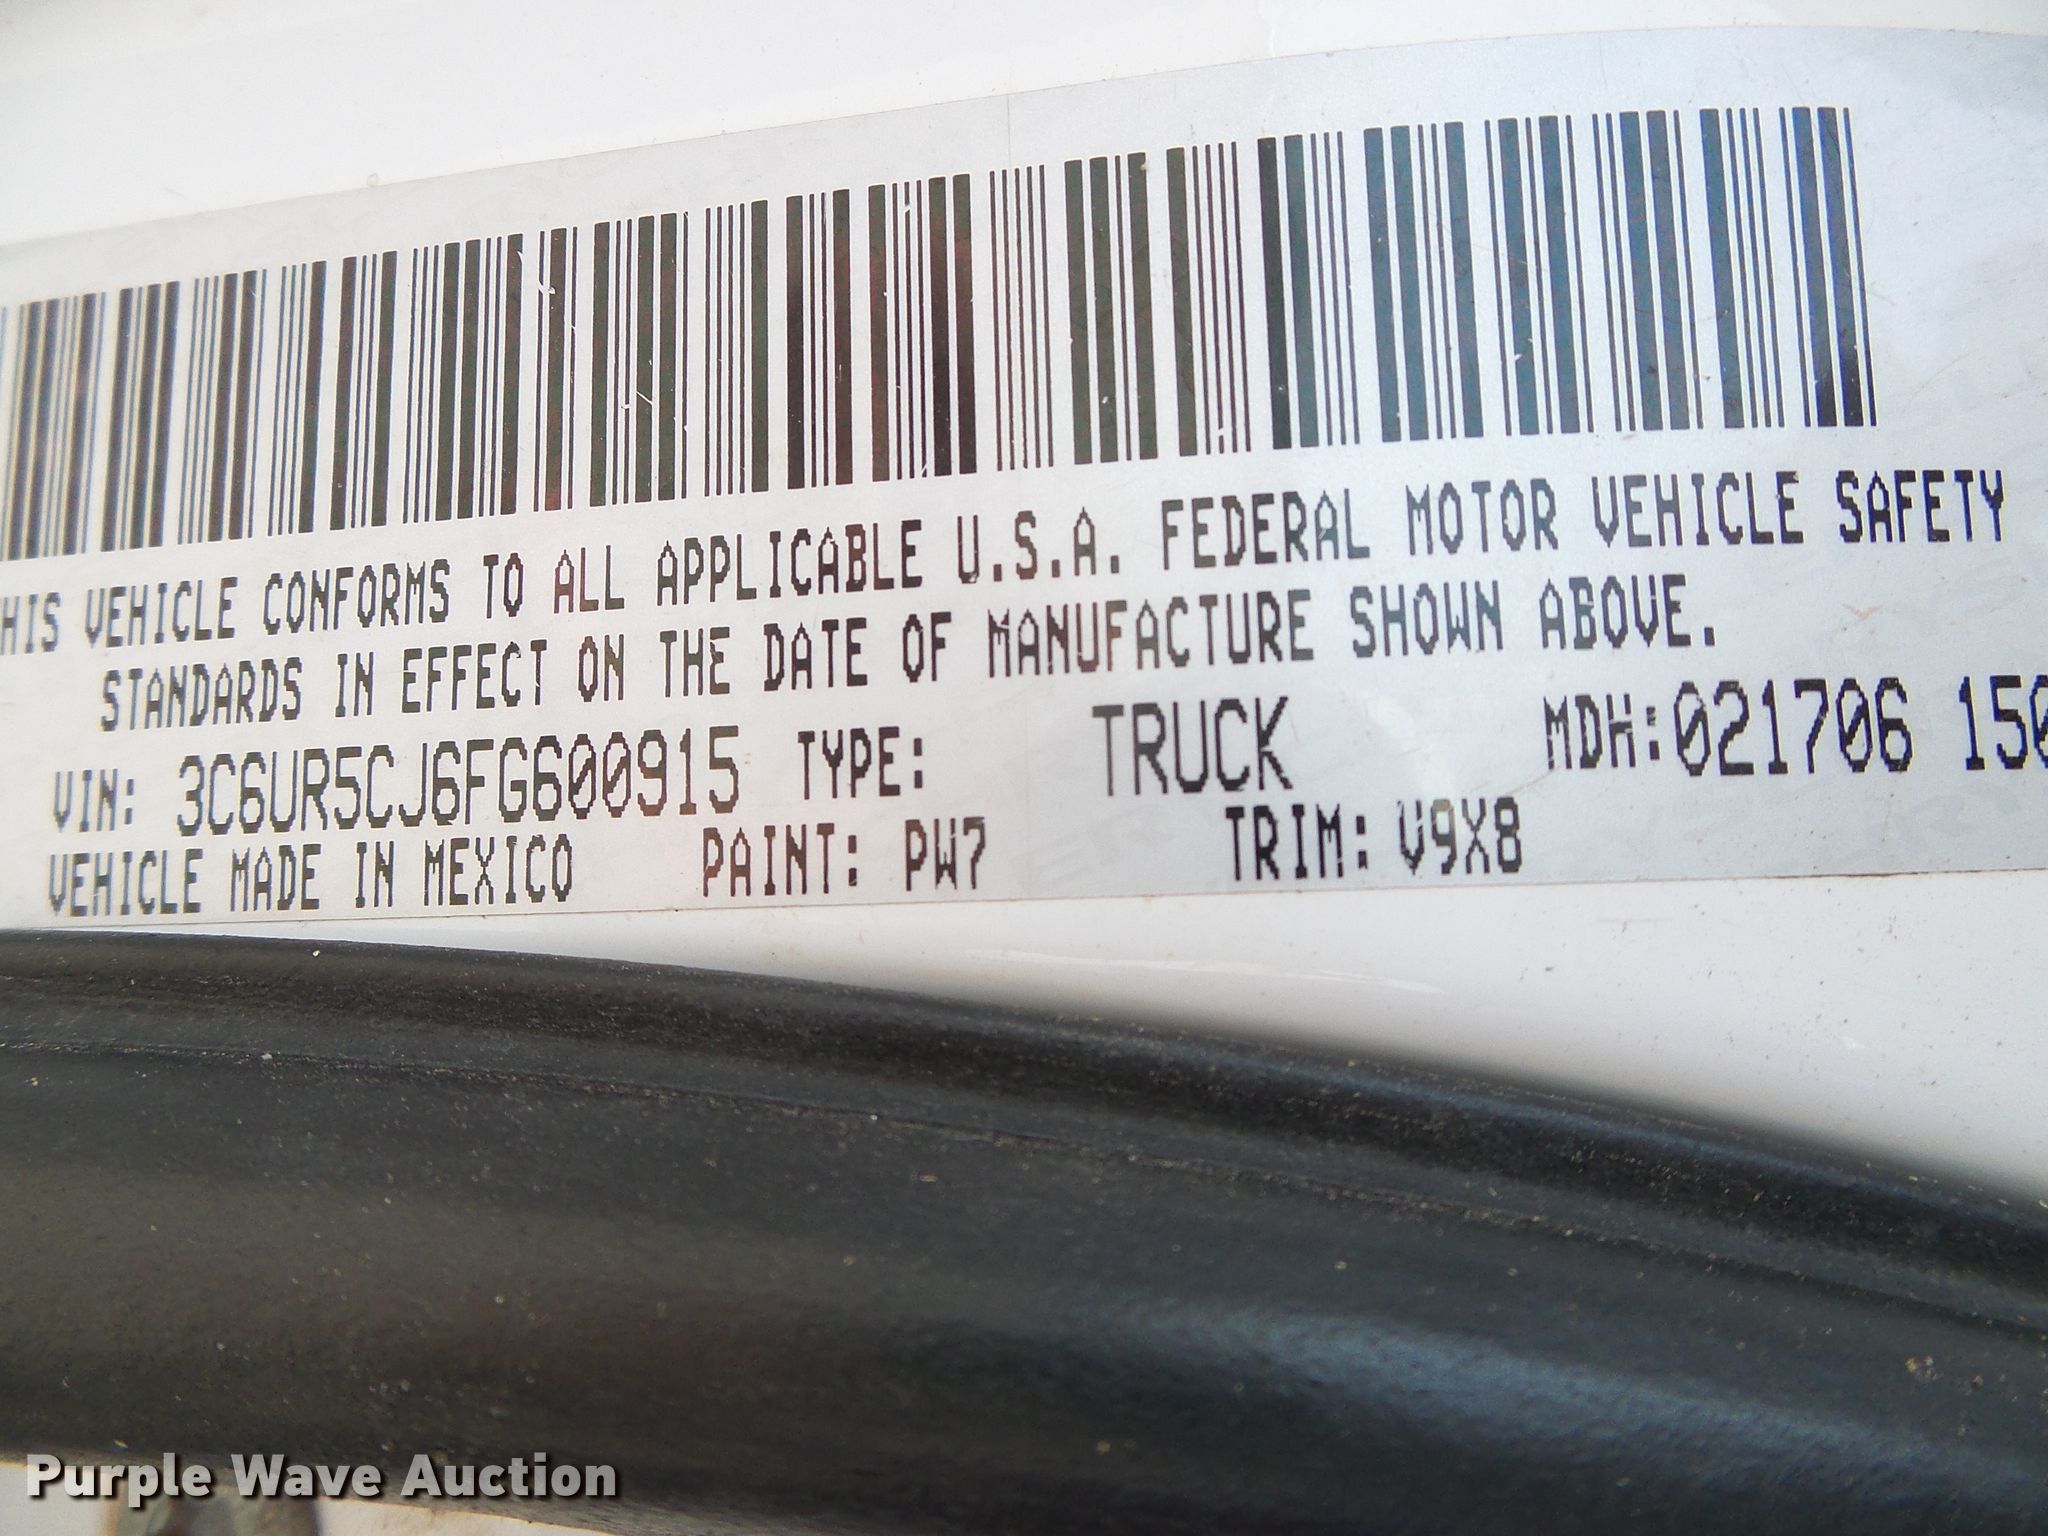 HIS VEHICLE CONFORMS TO ALL APPLICABLE U.S.A. FEDERAL MOTOR VEHICLE SAFETY
STANDARDS IN EFFECT ON THE DATE OF MANUFACTURE SHOWN ABOVE.
VIN: 3C6UR5CJ6FG600915 TYPE: TRUCK MDH:021706 150
VEHICLE MADE IN MEXICO PAINT: PW7 TRIM: V9X8
Purple Wave Auction